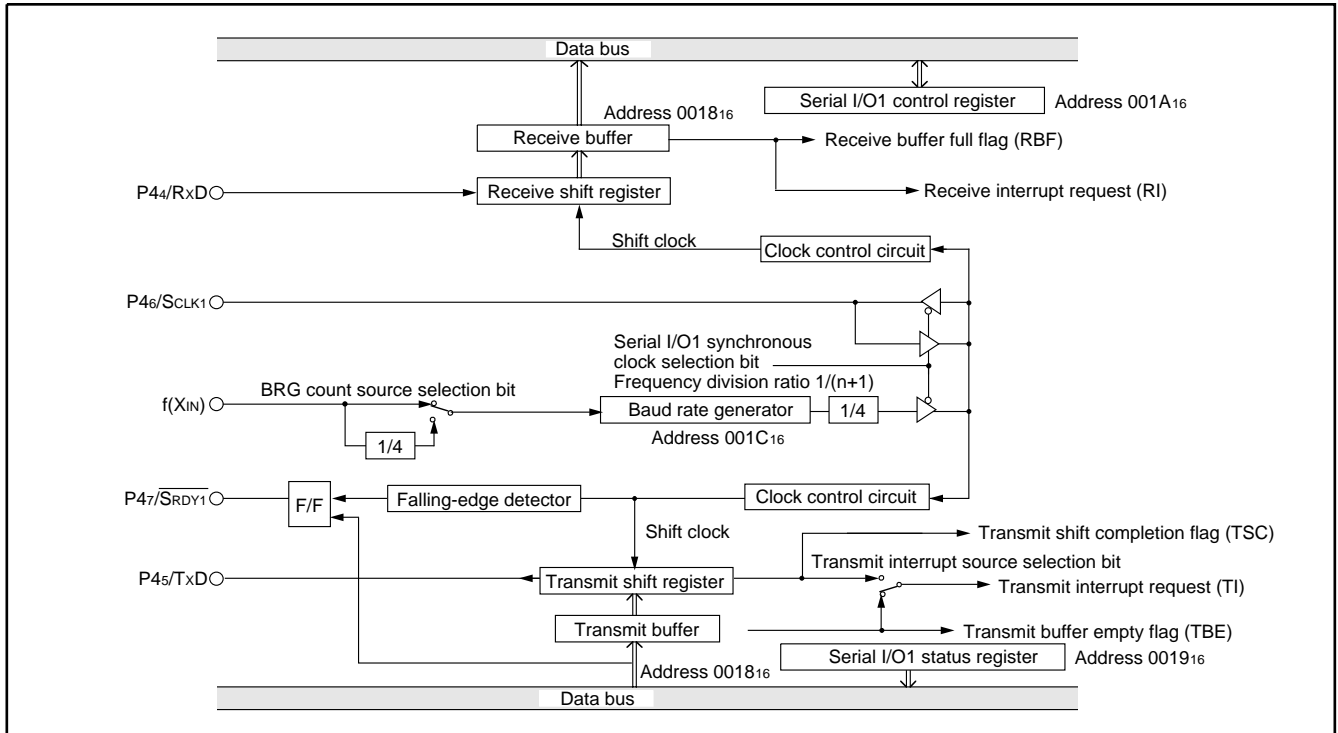 Data bus
Serial I/O1 control register
Address 001A16
Address 001816
Receive buffer
Receive buffer full flag (RBF)
P44/RXD
Receive shift register
Receive interrupt request (RI)
Shift clock
Clock control circuit
P46/SCLK1
Serial I/O1 synchronous
clock selection bit
Frequency division ratio 1/(n+1)
BRG count source selection bit
f(XIN)
Baud rate generator
1/4
1/4
Address 001C16
P47/SRDY1
F/F
Falling-edge detector
Clock control circuit
Shift clock
Transmit shift completion flag (TSC)
Transmit interrupt source selection bit
P45/TXD
Transmit shift register
Transmit interrupt request (TI)
Transmit buffer
Transmit buffer empty flag (TBE)
Serial I/O1 status register
Address 001916
Address 001816
Data bus